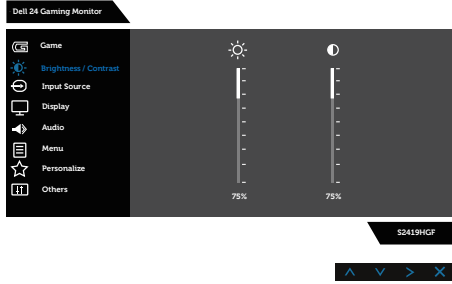 Dell 24 Gaming Monitor
Game
Brightness / Contrast
Input Source
Display
Audio
Menu
Personalize
Others
75% 75%
S2419HGF